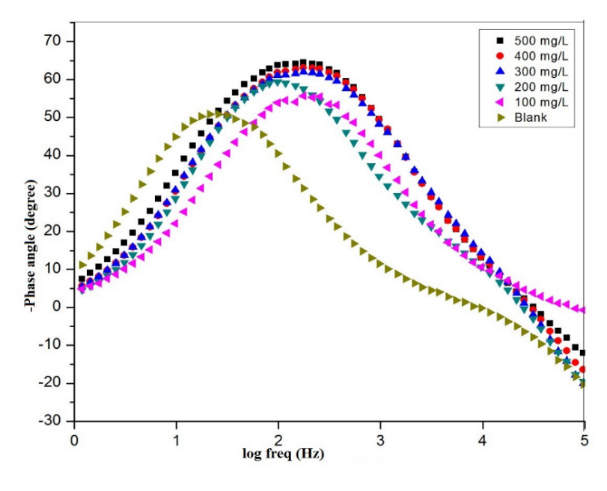 70
60
50
40
30
20
10
0
-10
-20
-30
-Phase angle (degree)
500 mg/L
400 mg/L
300 mg/L
200 mg/L
100 mg/L
Blank
0 1 2 3 4 5
log freq (Hz)